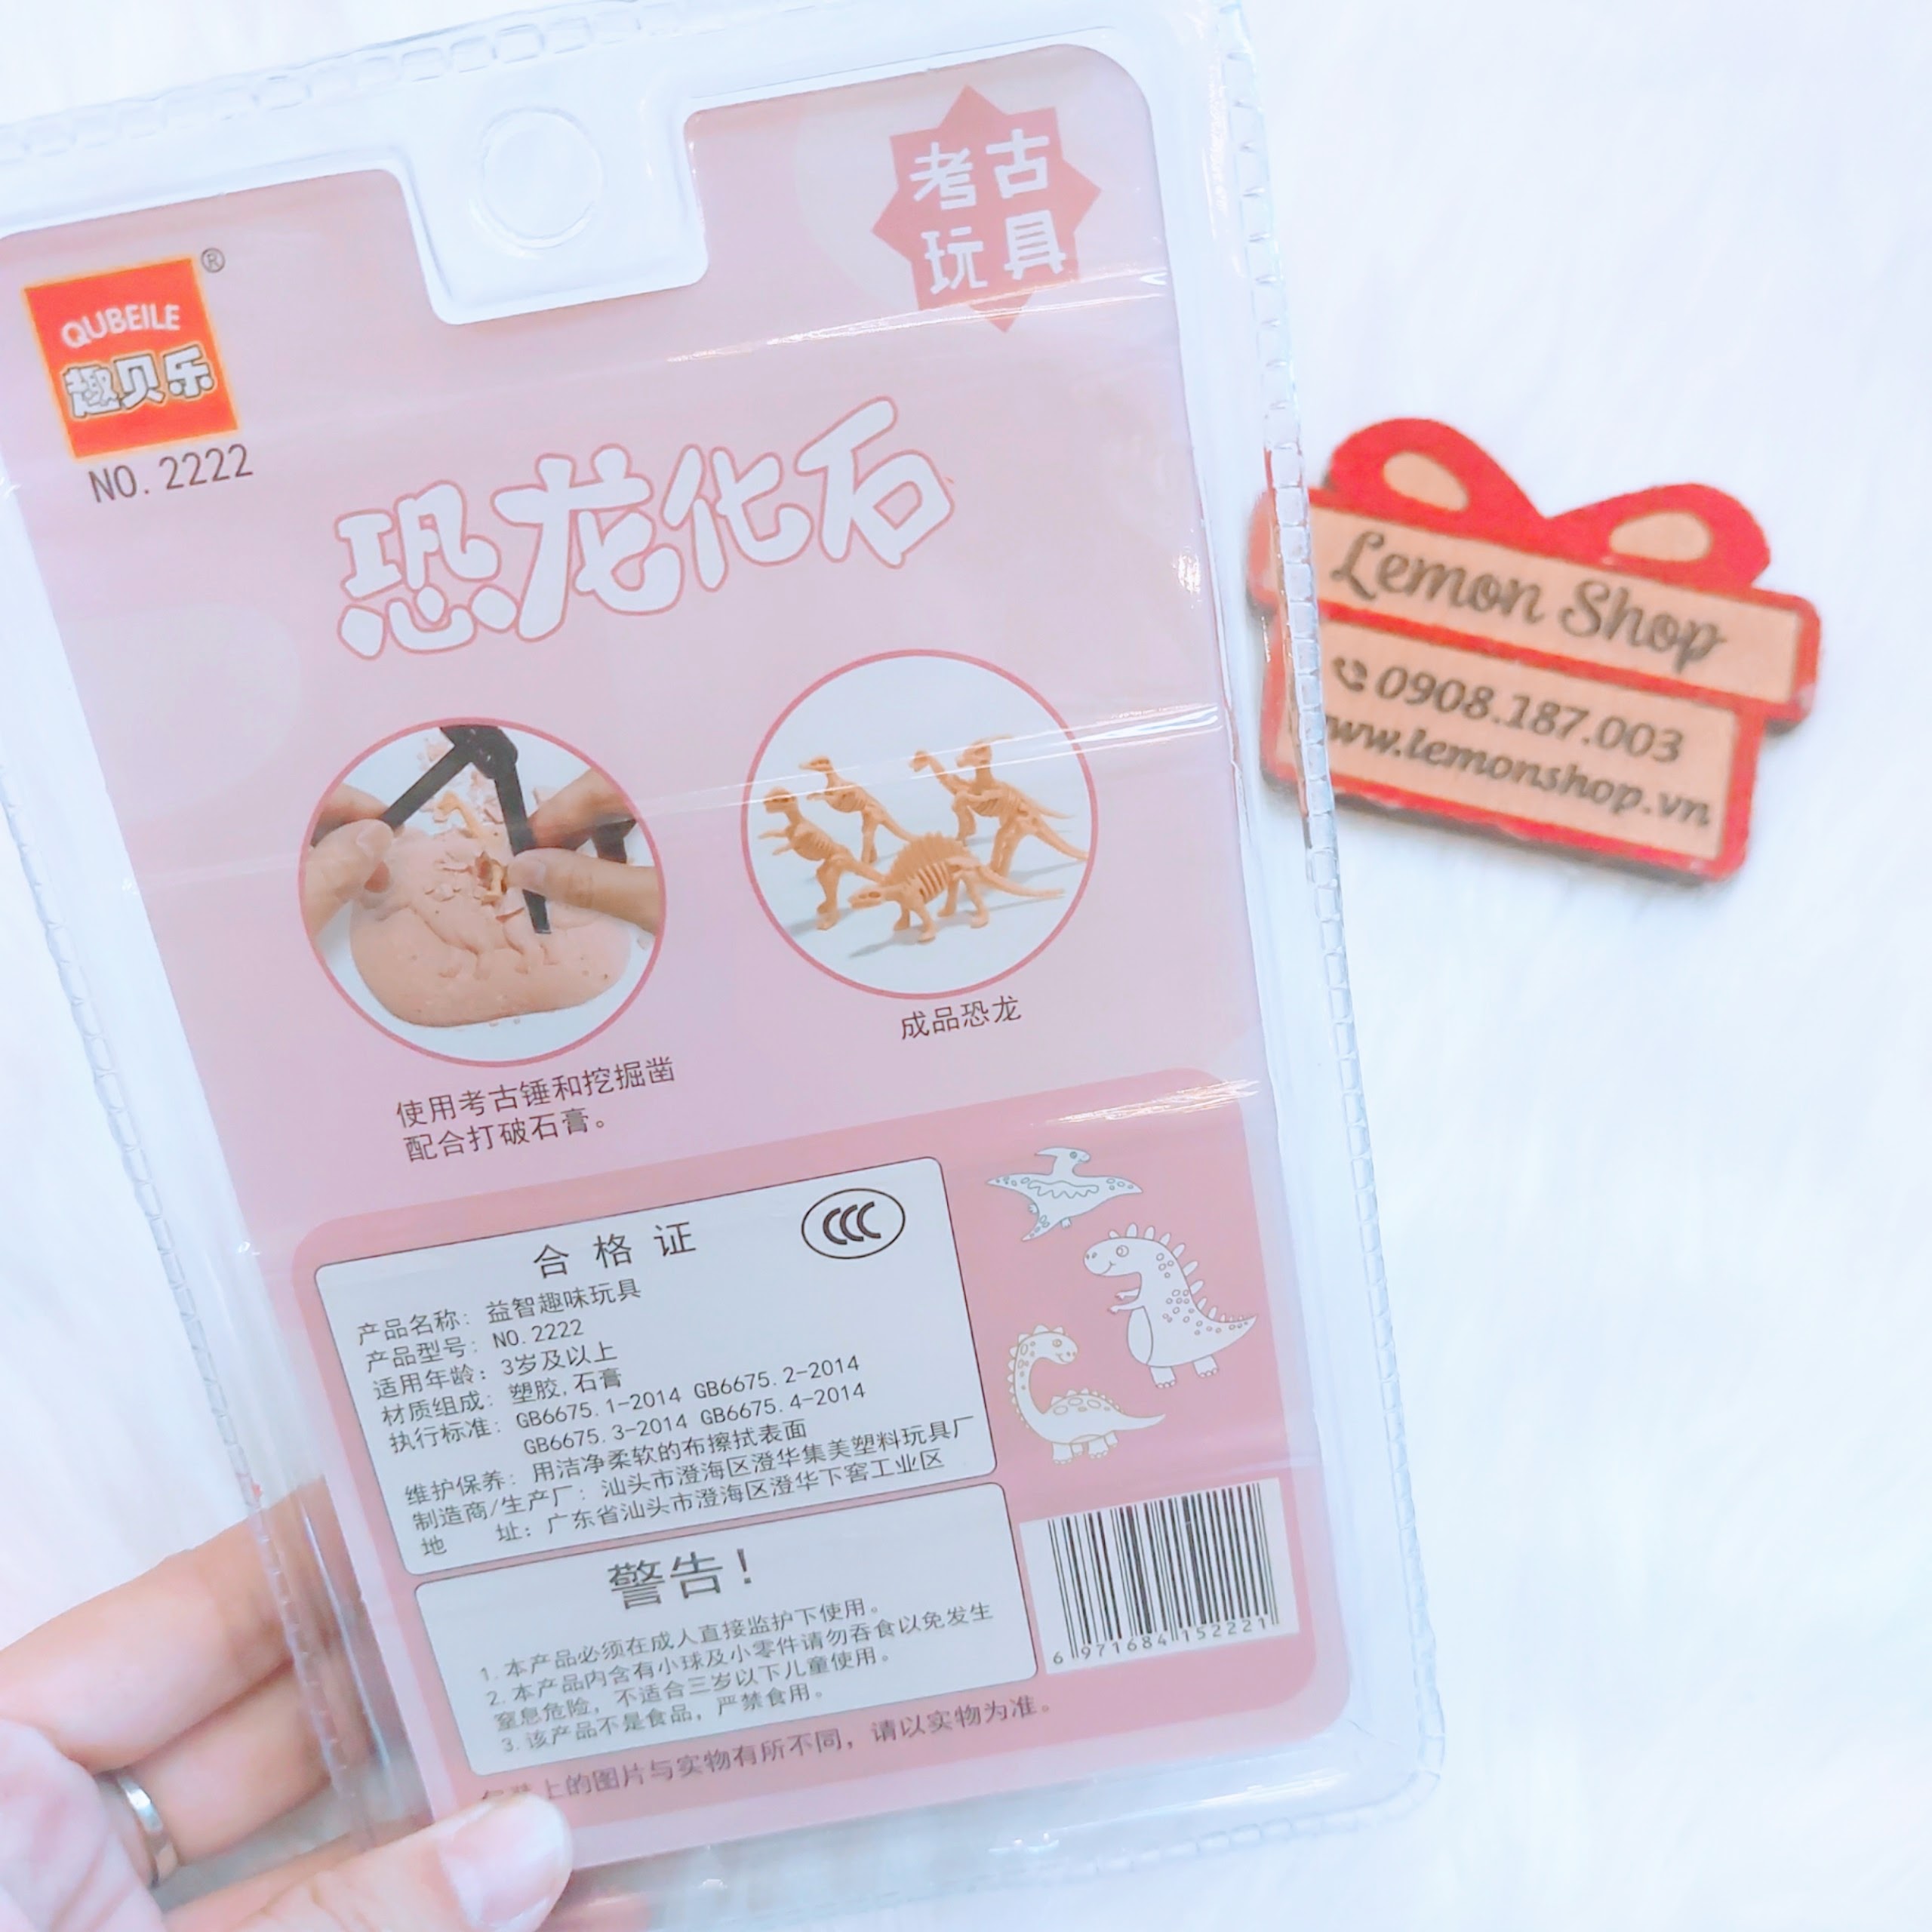 考古
玩具
QUBEILE
®
趣贝乐
NO. 2222
恐龙化石
Lemon Shop
0908.187.003
www.lemonshop.vn
成品恐龙
使用考古锤和挖掘凿
配合打破石膏。
合格证
CCC
产品名称：益智趣味玩具
产品型号：NO. 2222
适用年龄：3岁及以上
材质组成：塑胶,石膏
执行标准：GB6675.1-2014 GB6675.2-2014
GB6675.3-2014 GB6675.4-2014
维护保养：用洁净柔软的布擦拭表面
制造商/生产厂：汕头市澄海区澄华集美塑料玩具厂
地 址：广东省汕头市澄海区澄华下窖工业区
警告！
1. 本产品必须在成人直接监护下使用。
2. 本产品内含有小球及小零件请勿吞食以免发生
窒息危险，不适合三岁以下儿童使用。
3. 该产品不是食品，严禁食用。
6 971684 152221
包装上的图片与实物有所不同，请以实物为准。